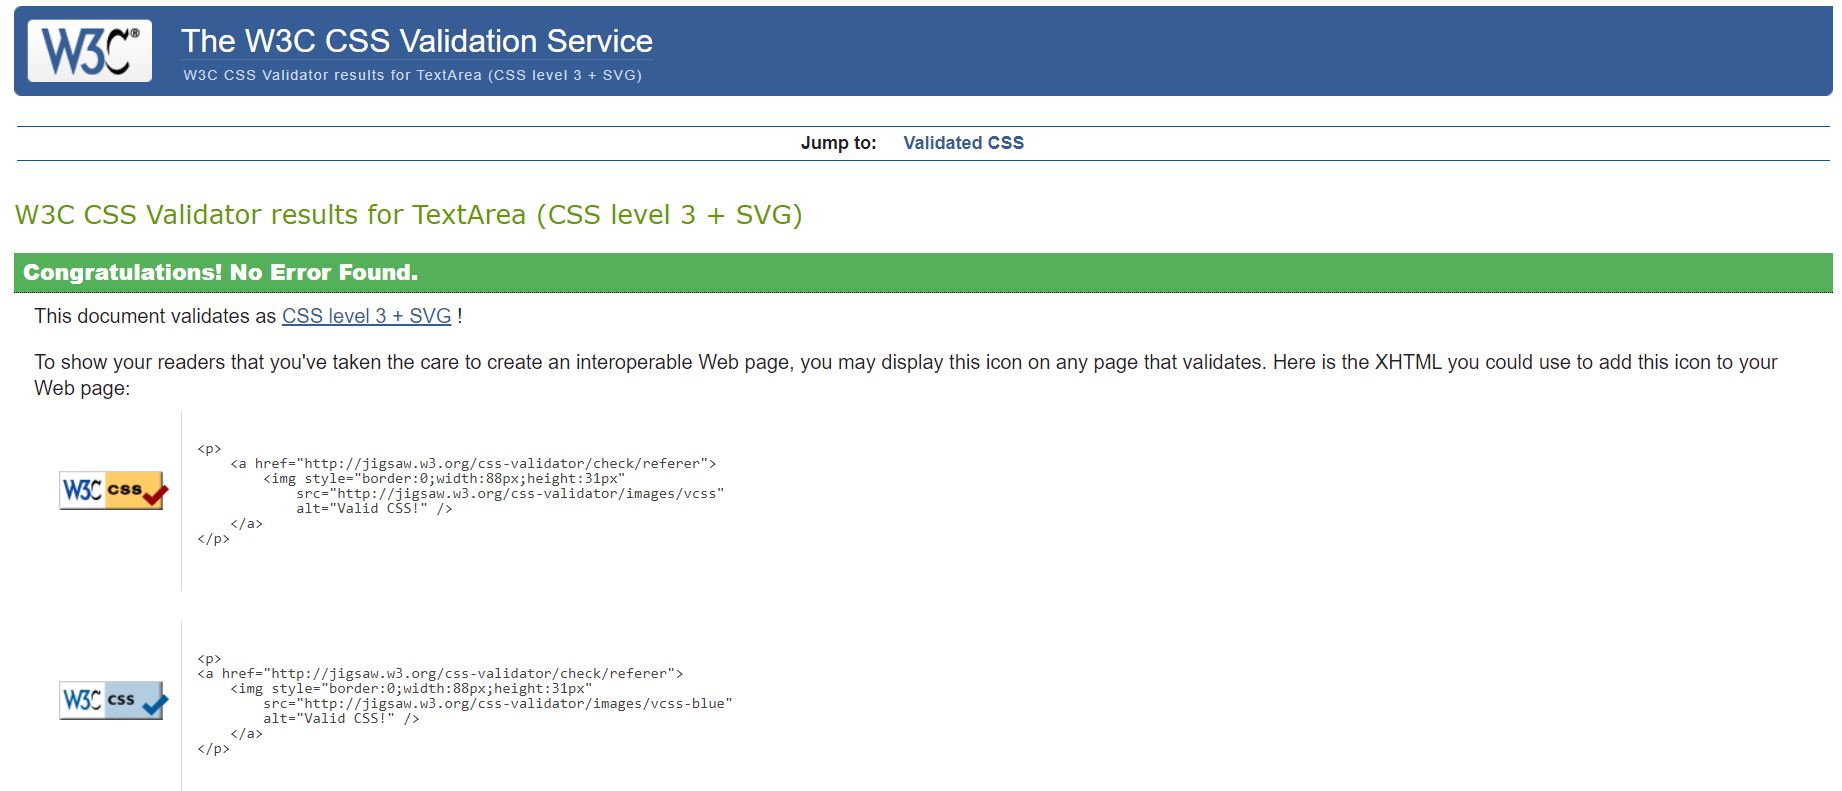 W3C®
The W3C CSS Validation Service
W3C CSS Validator results for TextArea (CSS level 3 + SVG)
Jump to: Validated CSS
W3C CSS Validator results for TextArea (CSS level 3 + SVG)
Congratulations! No Error Found.
This document validates as CSS level 3 + SVG !
To show your readers that you've taken the care to create an interoperable Web page, you may display this icon on any page that validates. Here is the XHTML you could use to add this icon to your
Web page:
<p>
<a href="http://jigsaw.w3.org/css-validator/check/referer">
<img style="border:0;width:88px;height:31px"
W3C css
src="http://jigsaw.w3.org/css-validator/images/vcss"
alt="Valid CSS!" />
</a>
</p>
<p>
<a href="http://jigsaw.w3.org/css-validator/check/referer">
<img style="border:0;width:88px;height:31px"
W3C css
src="http://jigsaw.w3.org/css-validator/images/vcss-blue"
alt="Valid CSS!" />
</a>
</p>